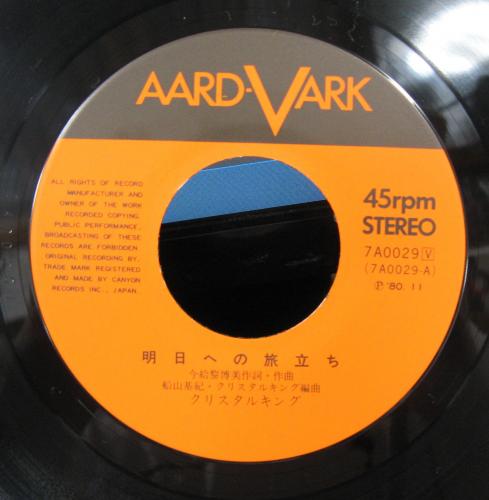 AARD-VARK
ALL RIGHTS OF RECORD
MANUFACTURER AND
OWNER OF THE WORK
RECORDED COPYING.
PUBLIC PERFORMANCE.
BROADCASTING OF THESE
RECORDS ARE FORBIDDEN.
ORIGINAL RECORDING BY.
TRADE MARK REGISTERED
AND MADE BY CANYON
RECORDS INC., JAPAN.
45rpm
STEREO
7A0029 V
(7A0029-A)
Ⓟ '80. 11
明日への旅立ち
今給黎博美作詞・作曲
船山基紀・クリスタルキング編曲
クリスタルキング